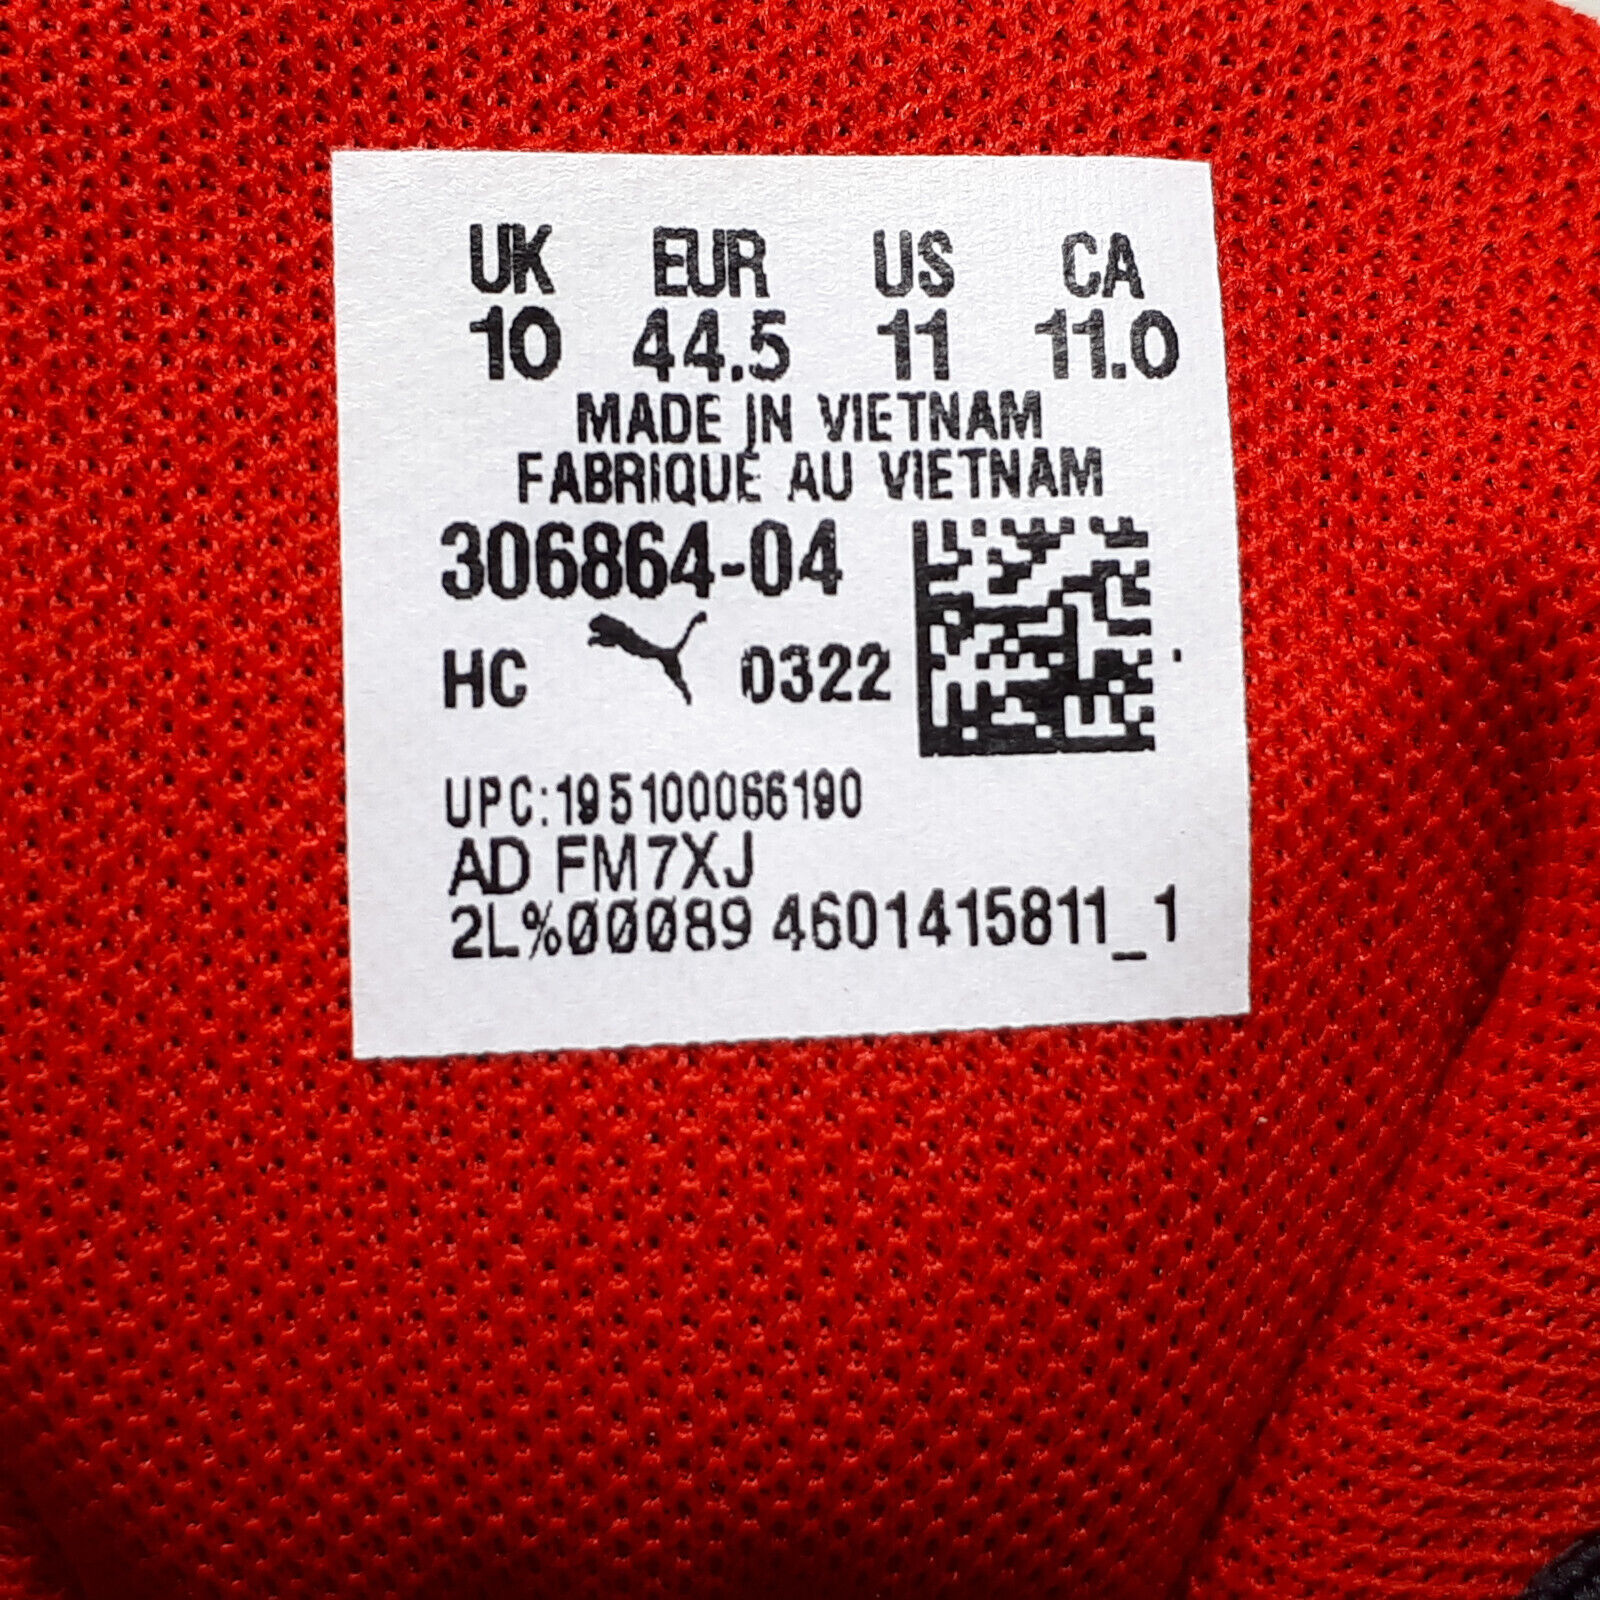 UK EUR US CA
10 44.5 11 11.0
MADE IN VIETNAM
FABRIQUE AU VIETNAM
306864-04
HC 0322
UPC:195100066190
AD FM7XJ
2L%00089 4601415811_1